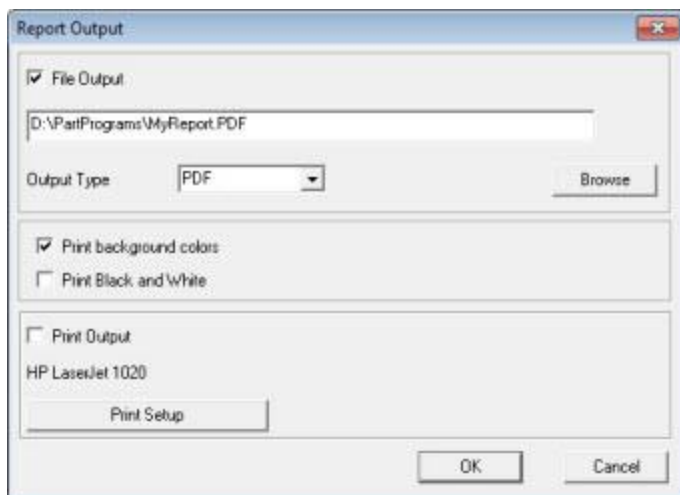 Report Output
File Output
D:\PartPrograms\MyReport.PDF
Output Type PDF Browse
Print background colors
Print Black and White
Print Output
HP LaserJet 1020
Print Setup
OK Cancel